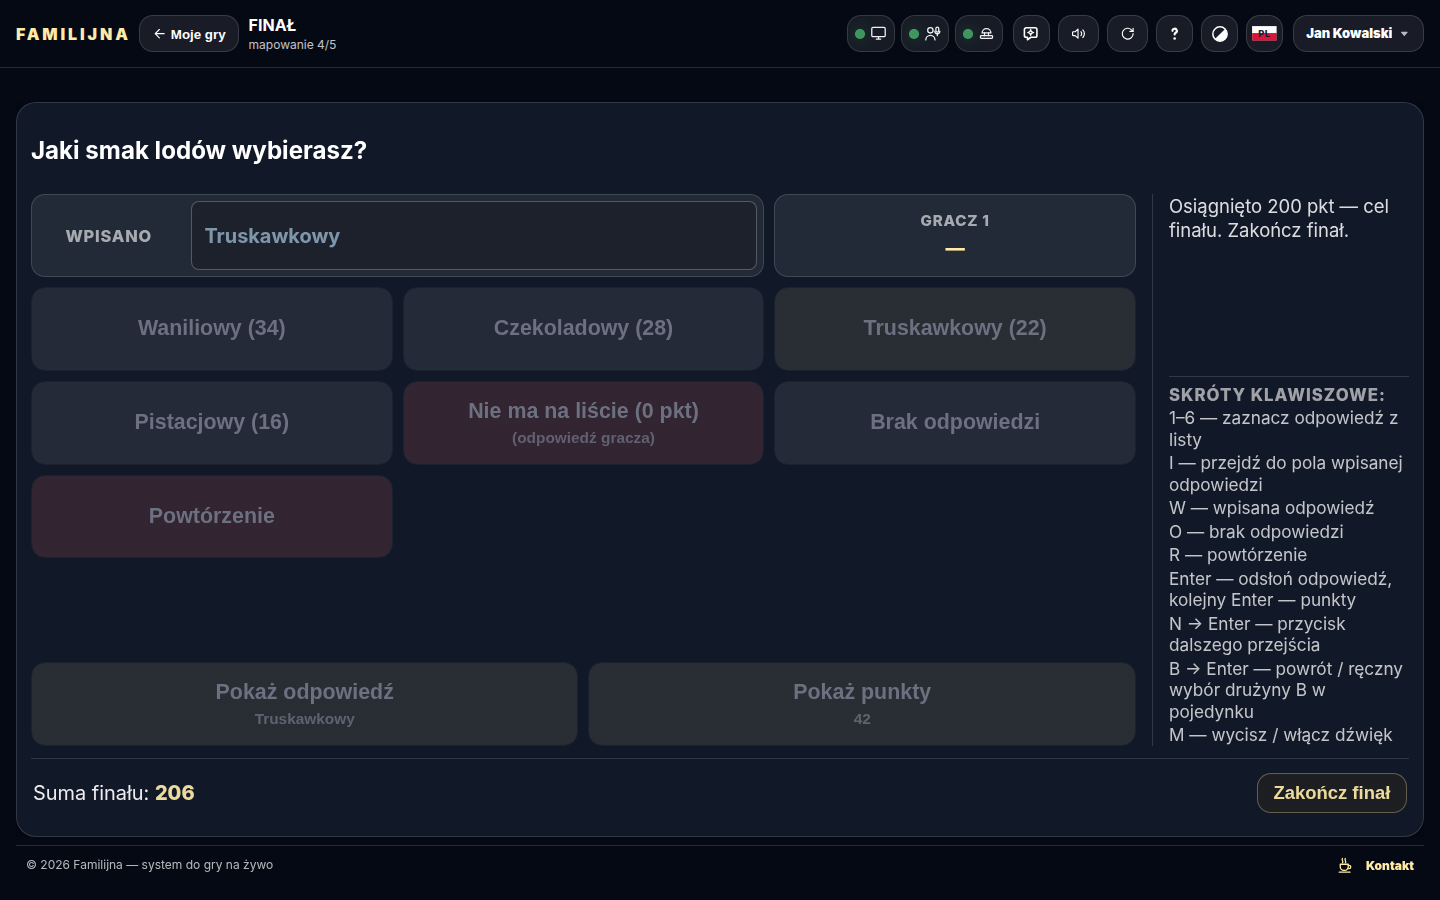 FAMILIJNA
← Moje gry
FINAŁ
mapowanie 4/5
?
PL
Jan Kowalski
Jaki smak lodów wybierasz?
WPISANO
Truskawkowy
GRACZ 1
—
Waniliowy (34)
Czekoladowy (28)
Truskawkowy (22)
Pistacjowy (16)
Nie ma na liście (0 pkt)
(odpowiedź gracza)
Brak odpowiedzi
Powtórzenie
Pokaż odpowiedź
Truskawkowy
Pokaż punkty
42
Osiągnięto 200 pkt — cel
finału. Zakończ finał.
SKRÓTY KLAWISZOWE:
1–6 — zaznacz odpowiedź z
listy
I — przejdź do pola wpisanej
odpowiedzi
W — wpisana odpowiedź
O — brak odpowiedzi
R — powtórzenie
Enter — odsłoń odpowiedź,
kolejny Enter — punkty
N → Enter — przycisk
dalszego przejścia
B → Enter — powrót / ręczny
wybór drużyny B w
pojedynku
M — wycisz / włącz dźwięk
Suma finału: 206
Zakończ finał
© 2026 Familijna — system do gry na żywo
Kontakt